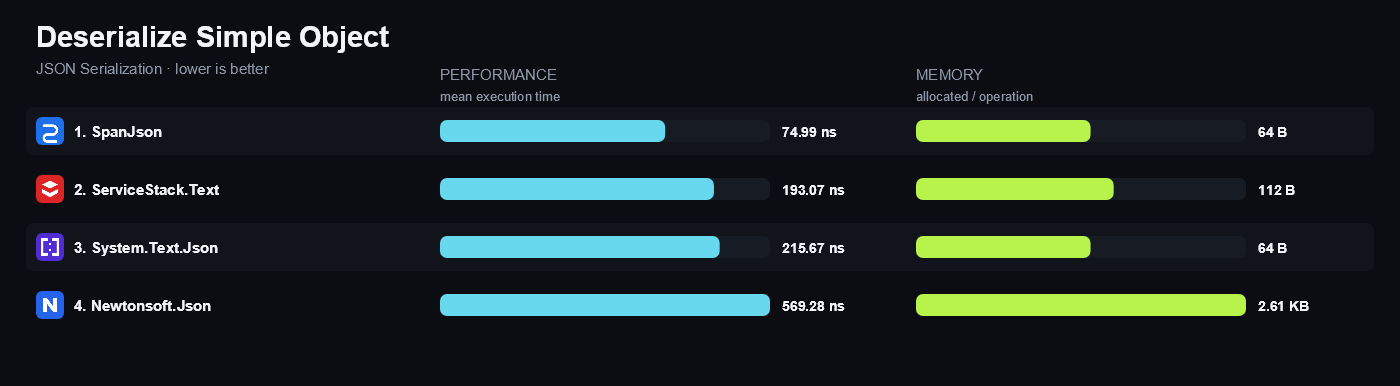 Deserialize Simple Object
JSON Serialization · lower is better
PERFORMANCE
mean execution time
MEMORY
allocated / operation
1. SpanJson 74.99 ns 64 B
2. ServiceStack.Text 193.07 ns 112 B
3. System.Text.Json 215.67 ns 64 B
N 4. Newtonsoft.Json 569.28 ns 2.61 KB